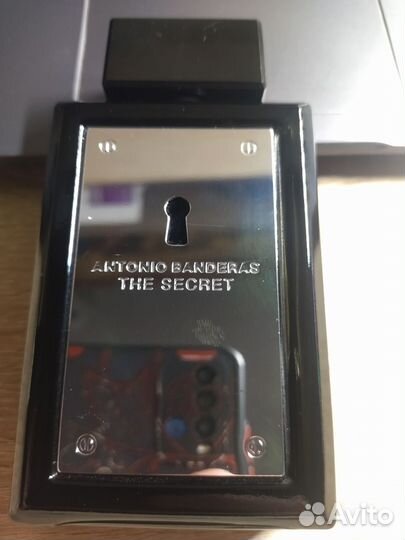 ANTONIO BANDERAS
THE SECRET
Avito